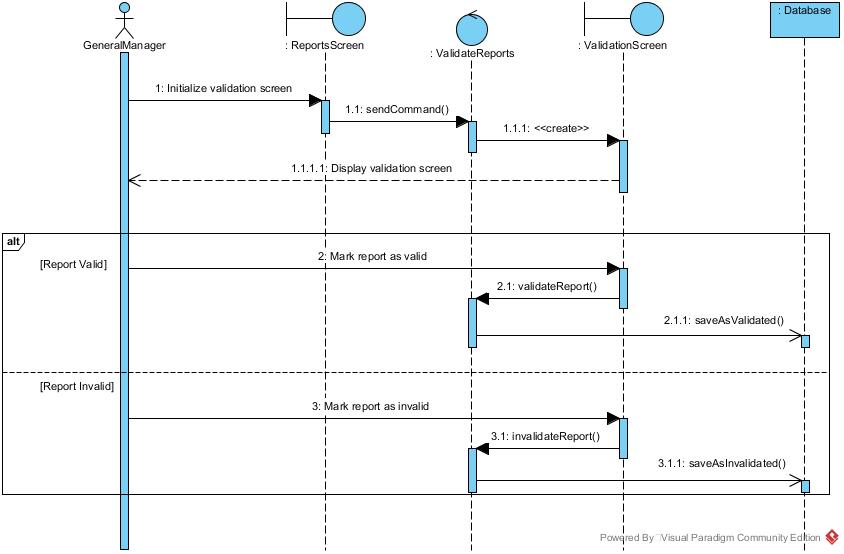 : Database
GeneralManager
: ReportsScreen
: ValidateReports
: ValidationScreen
1: Initialize validation screen
1.1: sendCommand()
1.1.1: <<create>>
1.1.1.1: Display validation screen
alt
[Report Valid]
2: Mark report as valid
2.1: validateReport()
2.1.1: saveAsValidated()
[Report Invalid]
3: Mark report as invalid
3.1: invalidateReport()
3.1.1: saveAsInvalidated()
Powered By Visual Paradigm Community Edition